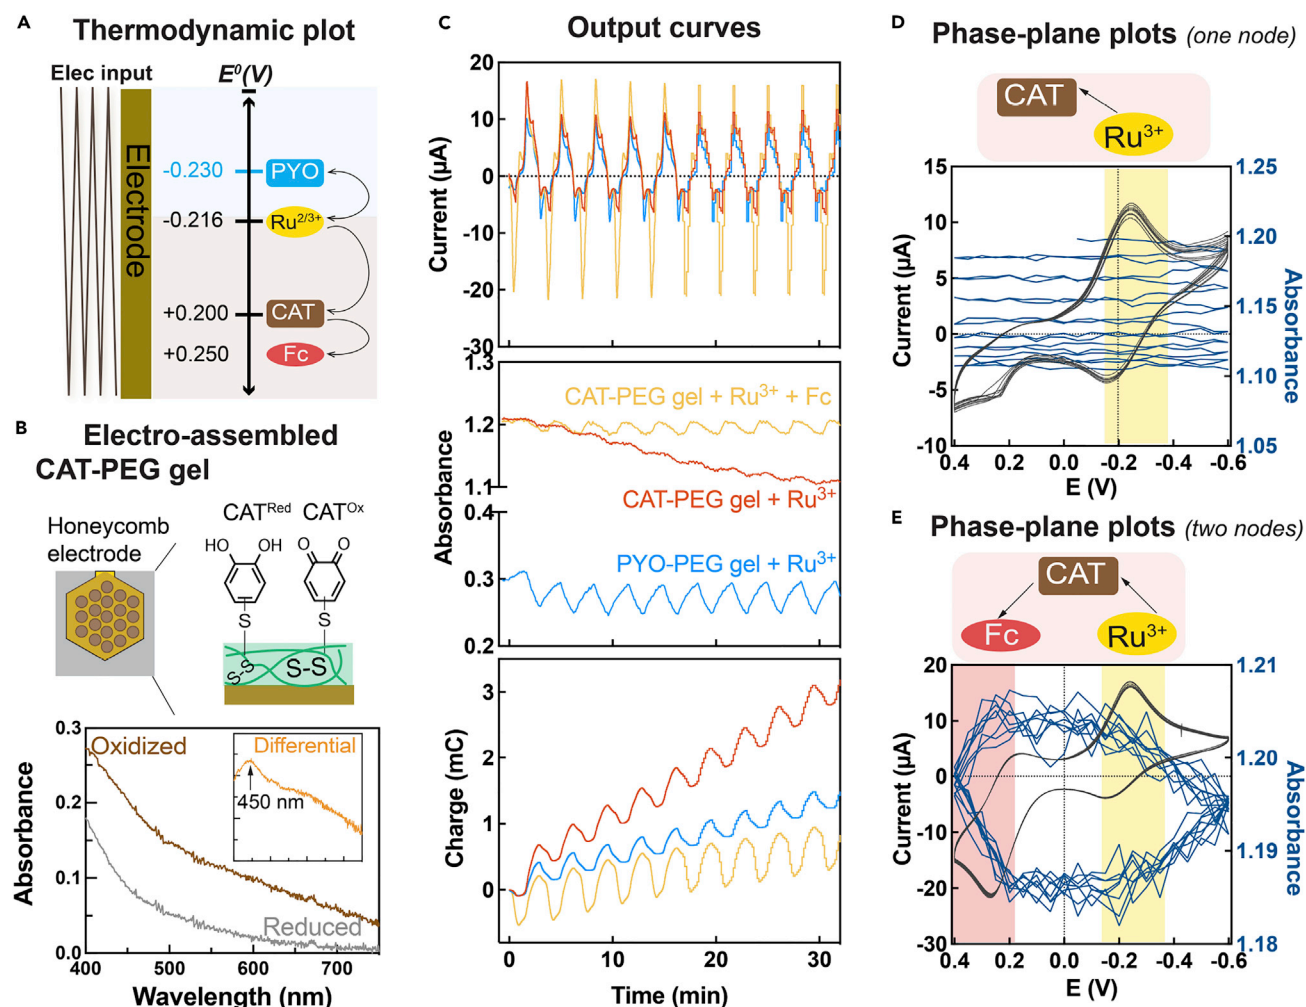 A
Thermodynamic plot
Elec input
E⁰(V)
Electrode
-0.230
PYO
-0.216
Ru2/3+
+0.200
CAT
+0.250
Fc
B
Electro-assembled
CAT-PEG gel
Honeycomb
electrode
CATRed
CATOx
HO
OH
O
O
S
S
S-S
S-S
0.3
Oxidized
Differential
450 nm
0.2
0.1
Reduced
0.0
400
500
600
700
Absorbance
Wavelength (nm)
C
Output curves
20
10
0
-10
-20
-30
Current (µA)
1.3
CAT-PEG gel + Ru3+ + Fc
1.2
1.1
CAT-PEG gel + Ru3+
0.4
PYO-PEG gel + Ru3+
0.3
0.2
Absorbance
3
2
1
0
Charge (mC)
0
10
20
30
Time (min)
D
Phase-plane plots (one node)
CAT
Ru3+
15
10
5
0
-5
-10
Current (µA)
1.25
1.20
1.15
1.10
1.05
Absorbance
0.4
0.2
0.0
-0.2
-0.4
-0.6
E (V)
E
Phase-plane plots (two nodes)
CAT
Fc
Ru3+
20
10
0
-10
-20
-30
Current (µA)
1.21
1.20
1.19
1.18
Absorbance
0.4
0.2
0.0
-0.2
-0.4
-0.6
E (V)